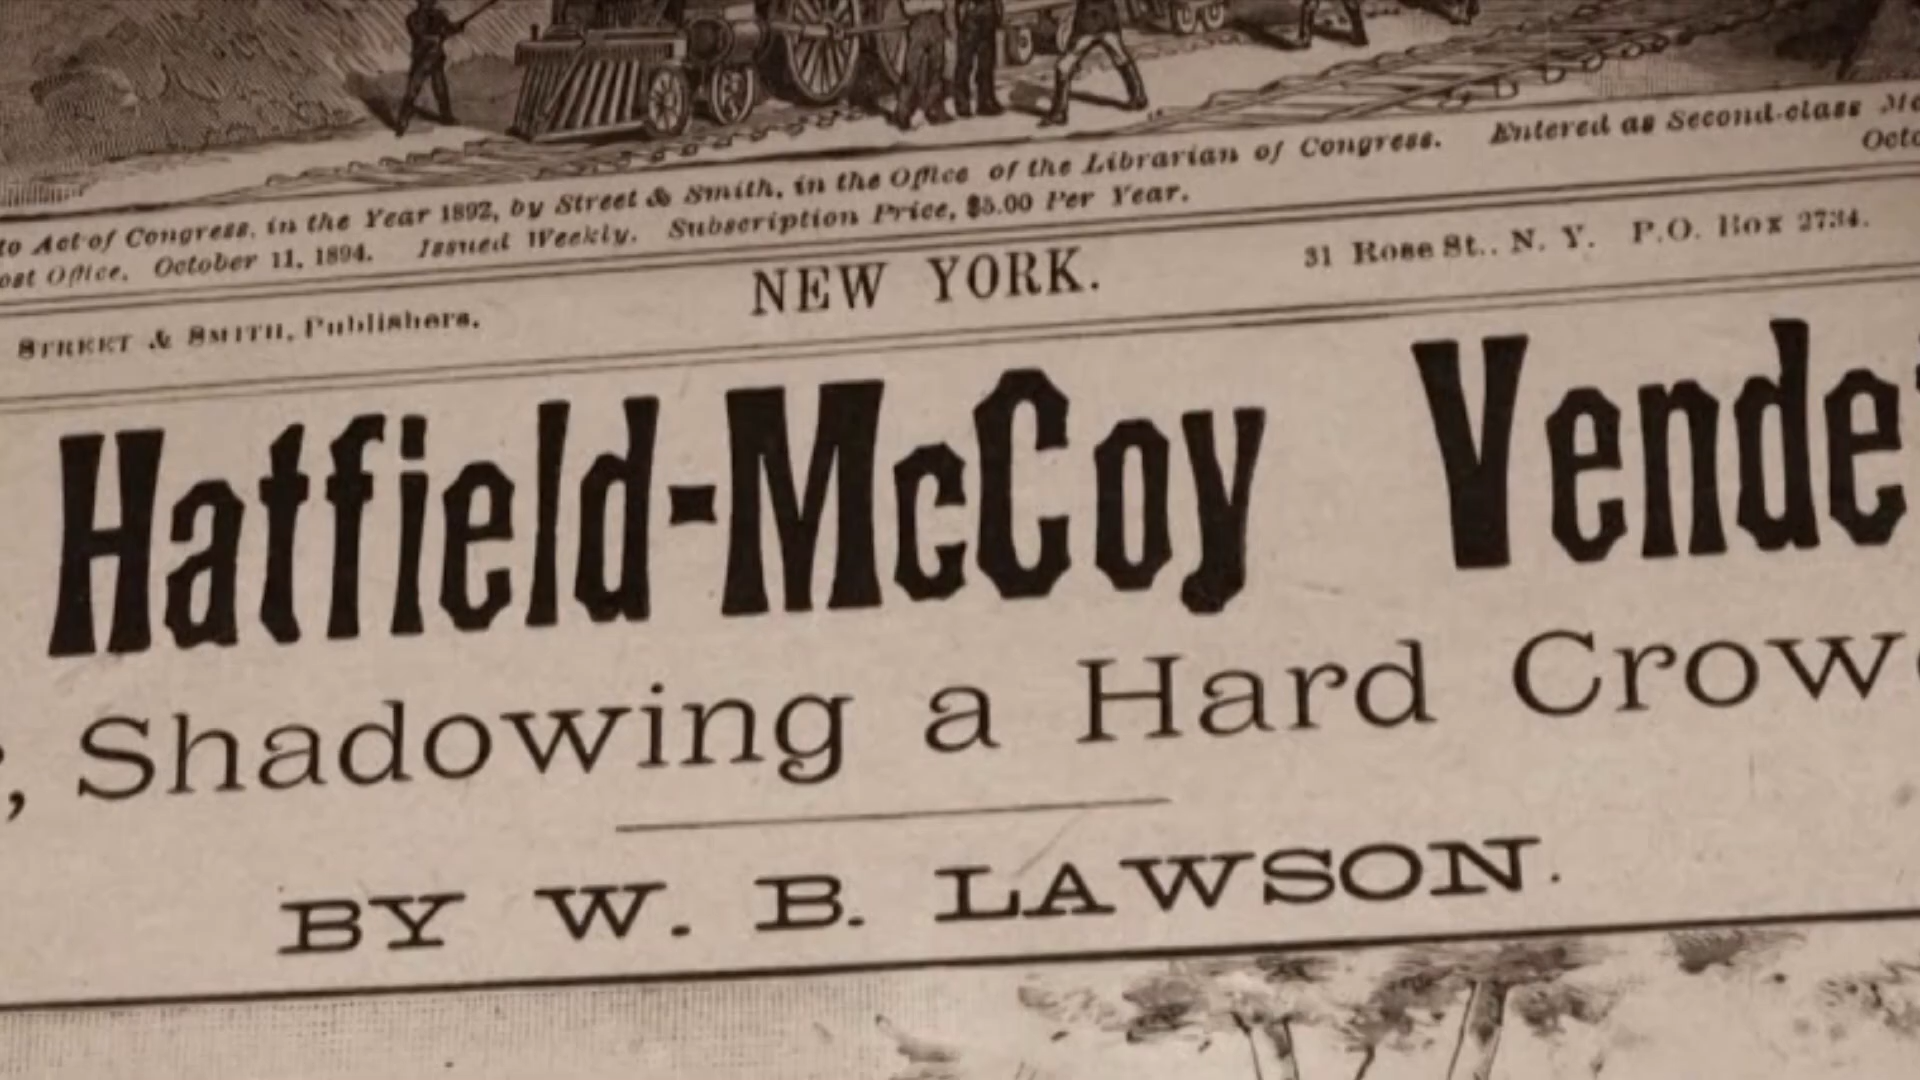 to Act of Congress, in the Year 1892, by Street & Smith, in the Office of the Librarian of Congress. Entered as Second-class
ost Office, October 11, 1894. Issued Weekly. Subscription Price, $5.00 Per Year.
STREET & SMITH, Publishers. NEW YORK. 31 Rose St., N. Y. P.O. Box 2734.
Hatfield-McCoy Vende
, Shadowing a Hard Crow
BY W. B. LAWSON.